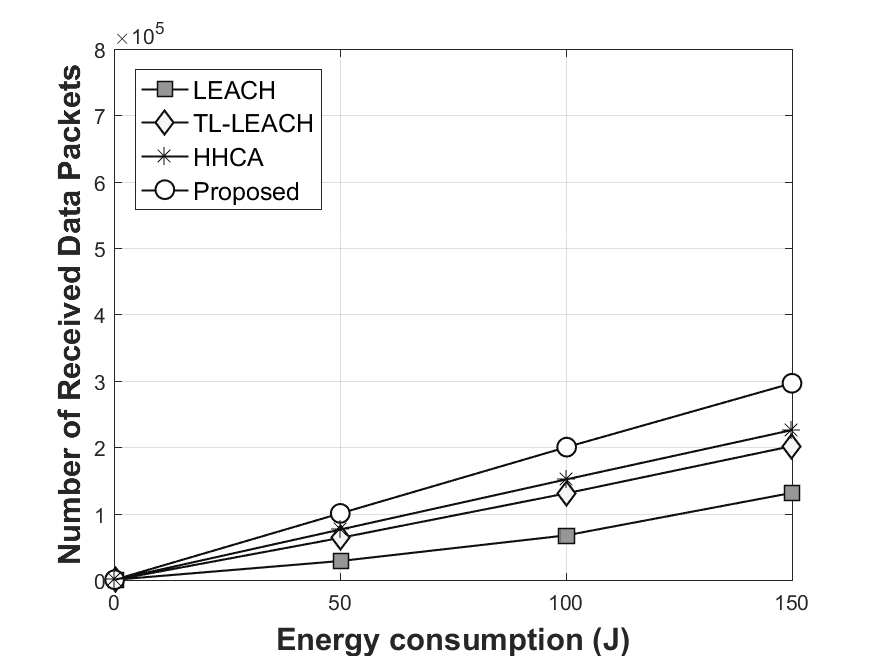 ×10^5
8
7
6
5
4
3
2
1
0
0 50 100 150
Number of Received Data Packets
Energy consumption (J)
LEACH
TL-LEACH
HHCA
Proposed